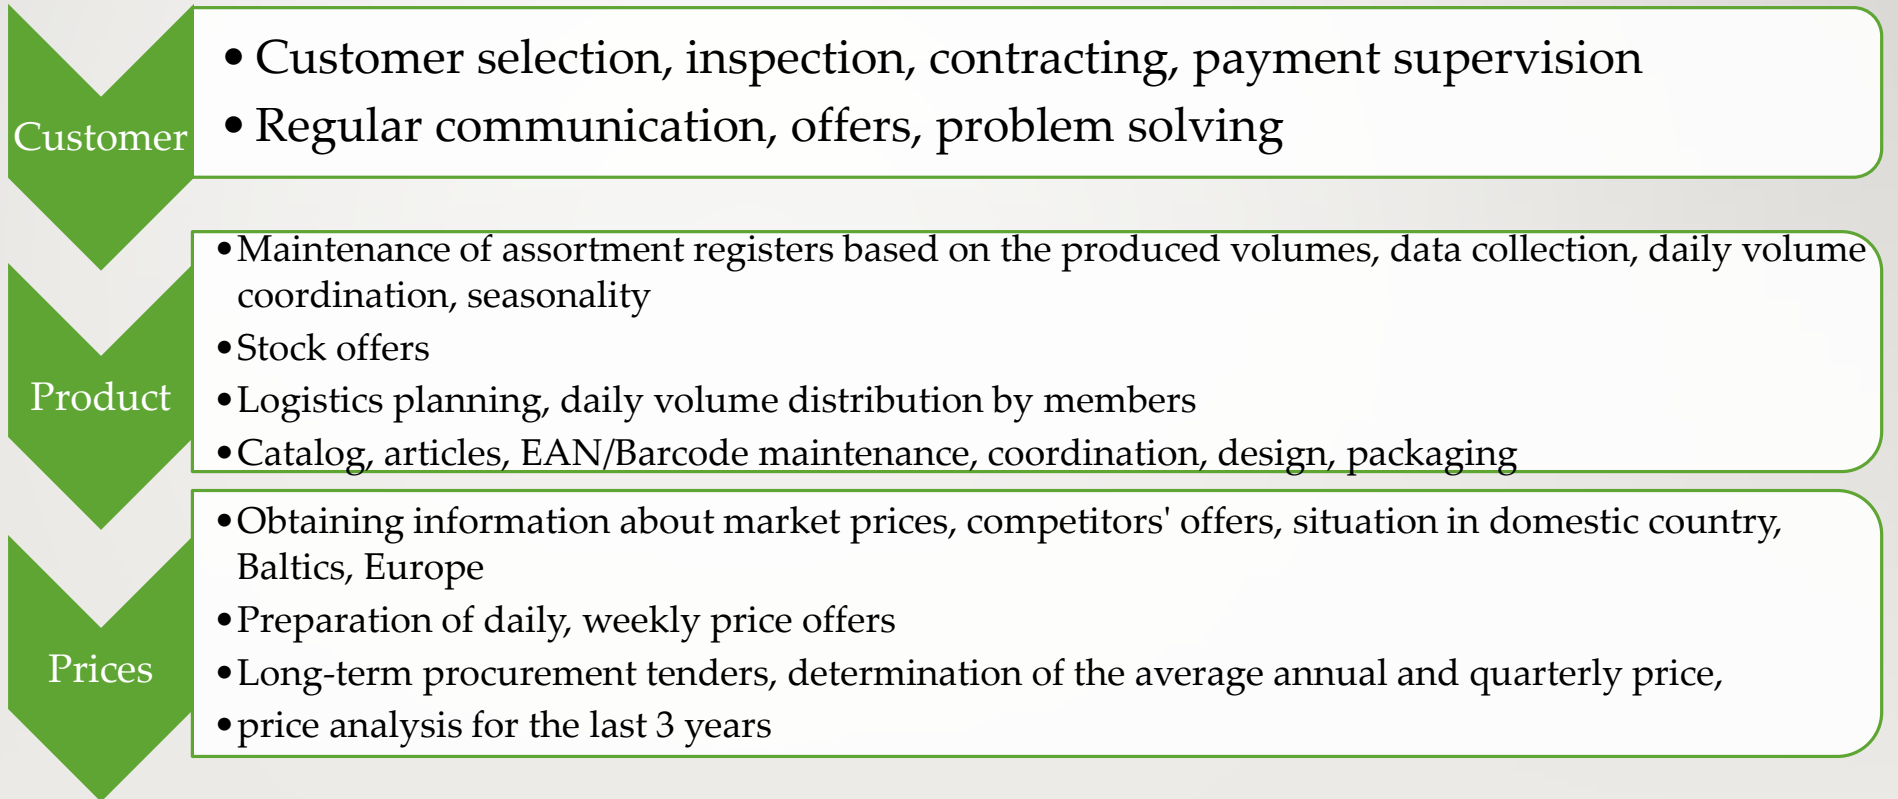 Customer
• Customer selection, inspection, contracting, payment supervision
• Regular communication, offers, problem solving
Product
• Maintenance of assortment registers based on the produced volumes, data collection, daily volume
coordination, seasonality
• Stock offers
• Logistics planning, daily volume distribution by members
• Catalog, articles, EAN/Barcode maintenance, coordination, design, packaging
Prices
• Obtaining information about market prices, competitors' offers, situation in domestic country,
Baltics, Europe
• Preparation of daily, weekly price offers
• Long-term procurement tenders, determination of the average annual and quarterly price,
• price analysis for the last 3 years